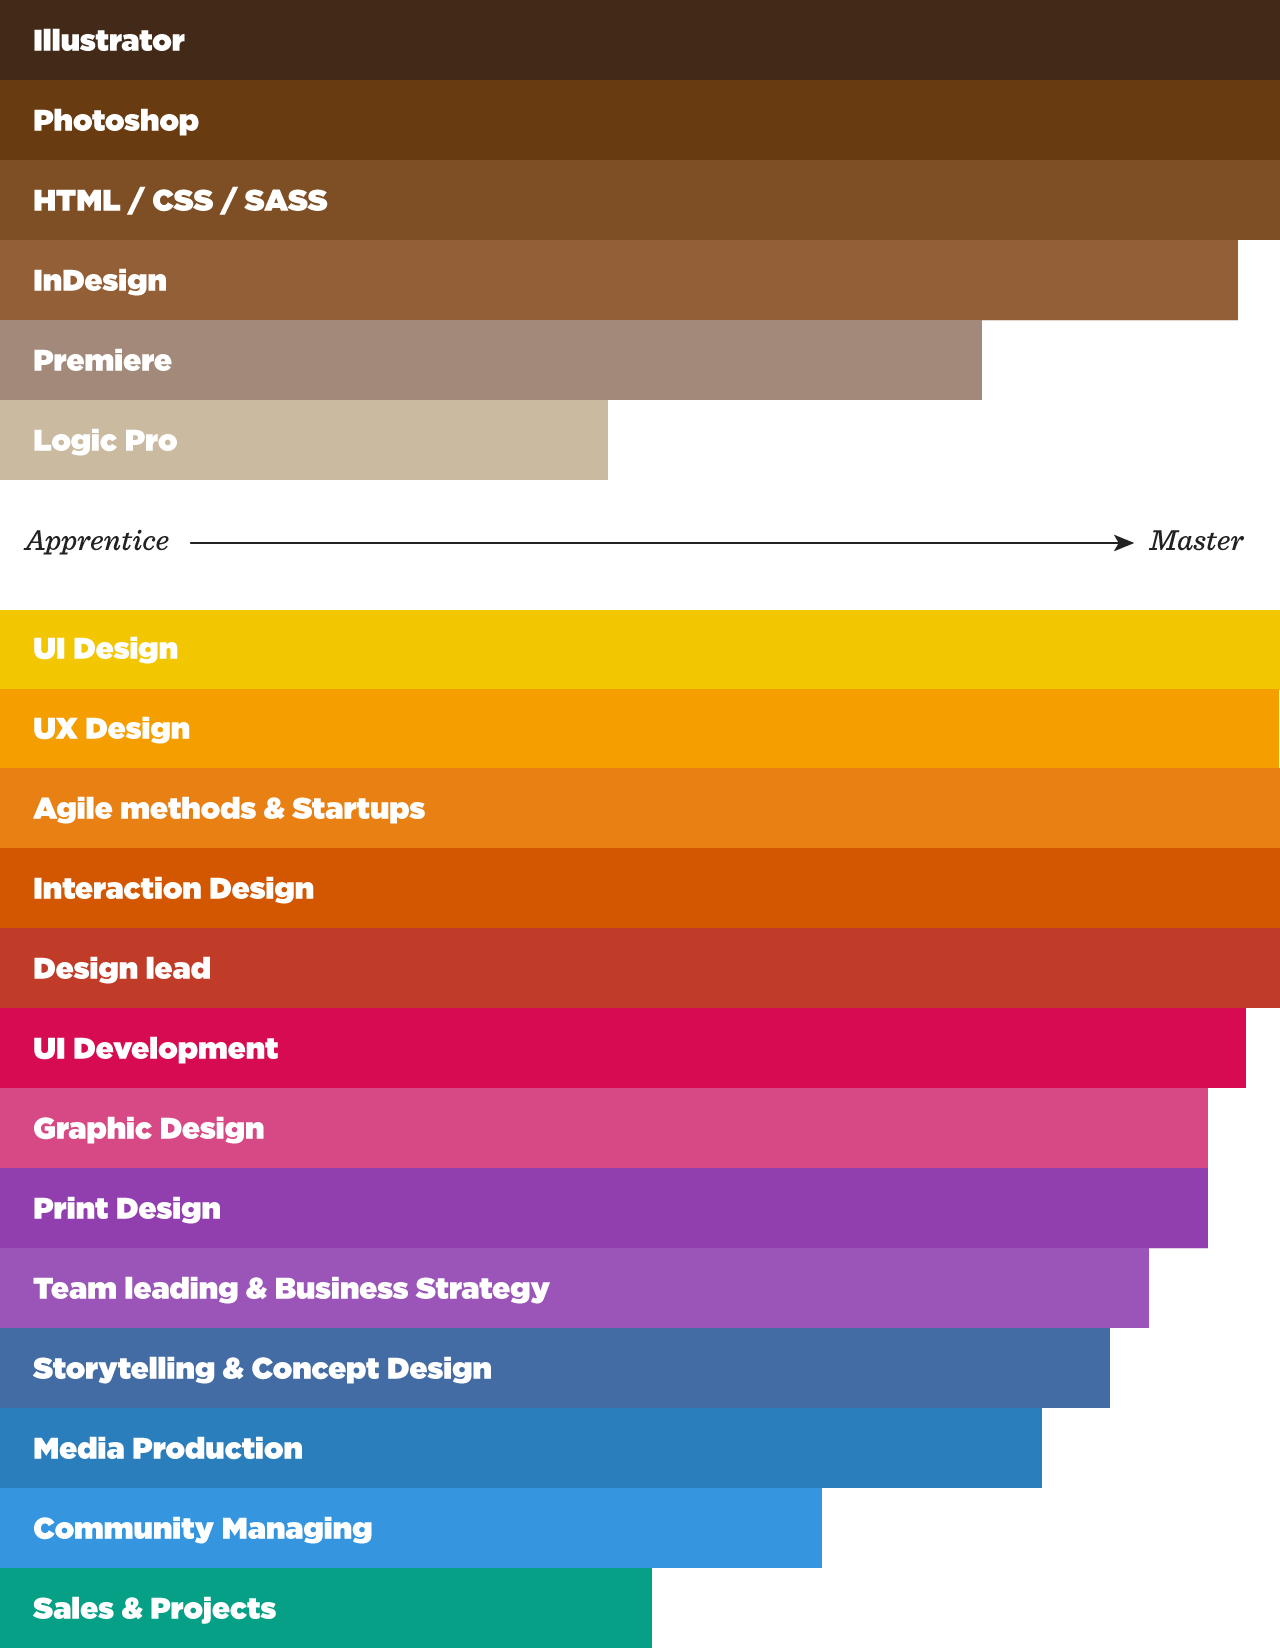 Illustrator
Photoshop
HTML / CSS / SASS
InDesign
Premiere
Logic Pro
Apprentice Master
UI Design
UX Design
Agile methods & Startups
Interaction Design
Design lead
UI Development
Graphic Design
Print Design
Team leading & Business Strategy
Storytelling & Concept Design
Media Production
Community Managing
Sales & Projects